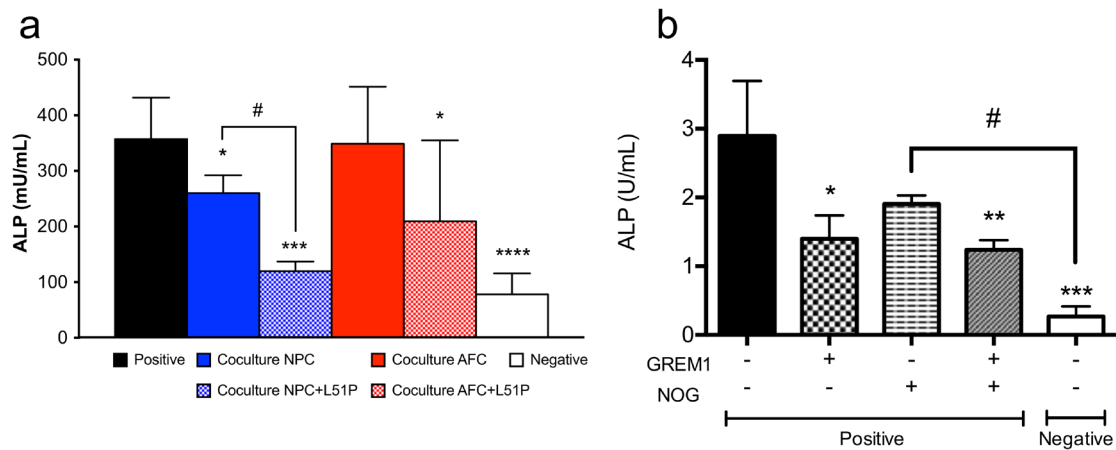 a
500
400
300
200
100
0
ALP (mU/mL)
*
#
***
*
****
Positive
Coculture NPC
Coculture AFC
Negative
Coculture NPC+L51P
Coculture AFC+L51P
b
4
3
2
1
0
ALP (U/mL)
*
#
**
***
GREM1 - + - + -
NOG - - + + -
Positive
Negative